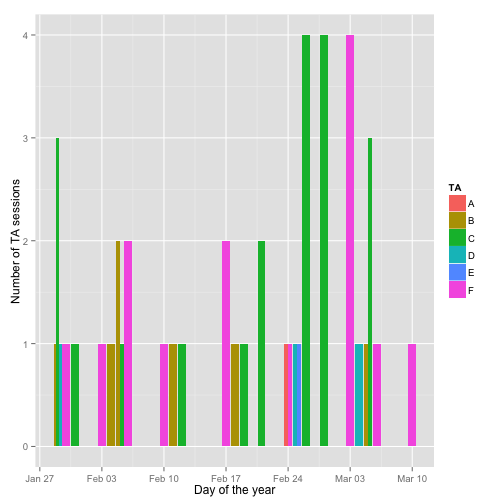 4
3
2
1
0
Number of TA sessions
Jan 27 Feb 03 Feb 10 Feb 17 Feb 24 Mar 03 Mar 10
Day of the year
TA
A
B
C
D
E
F